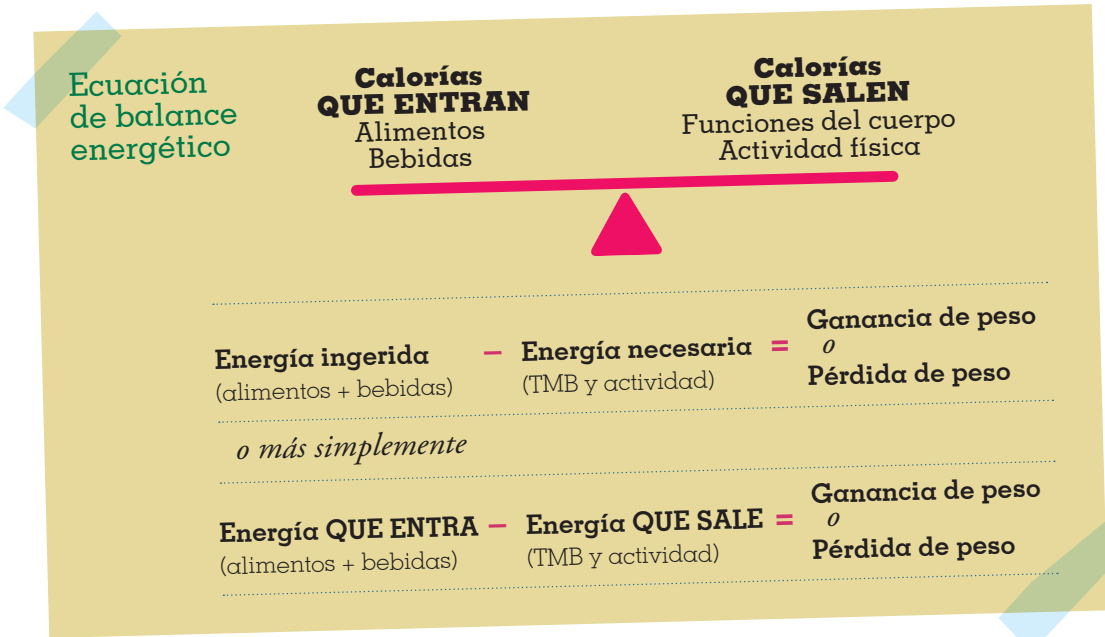 Ecuación
de balance
energético
Calorías
QUE ENTRAN
Alimentos
Bebidas
Calorías
QUE SALEN
Funciones del cuerpo
Actividad física
Energía ingerida – Energía necesaria = Ganancia de peso
o
Pérdida de peso
(alimentos + bebidas) (TMB y actividad)
o más simplemente
Energía QUE ENTRA – Energía QUE SALE = Ganancia de peso
o
Pérdida de peso
(alimentos + bebidas) (TMB y actividad)